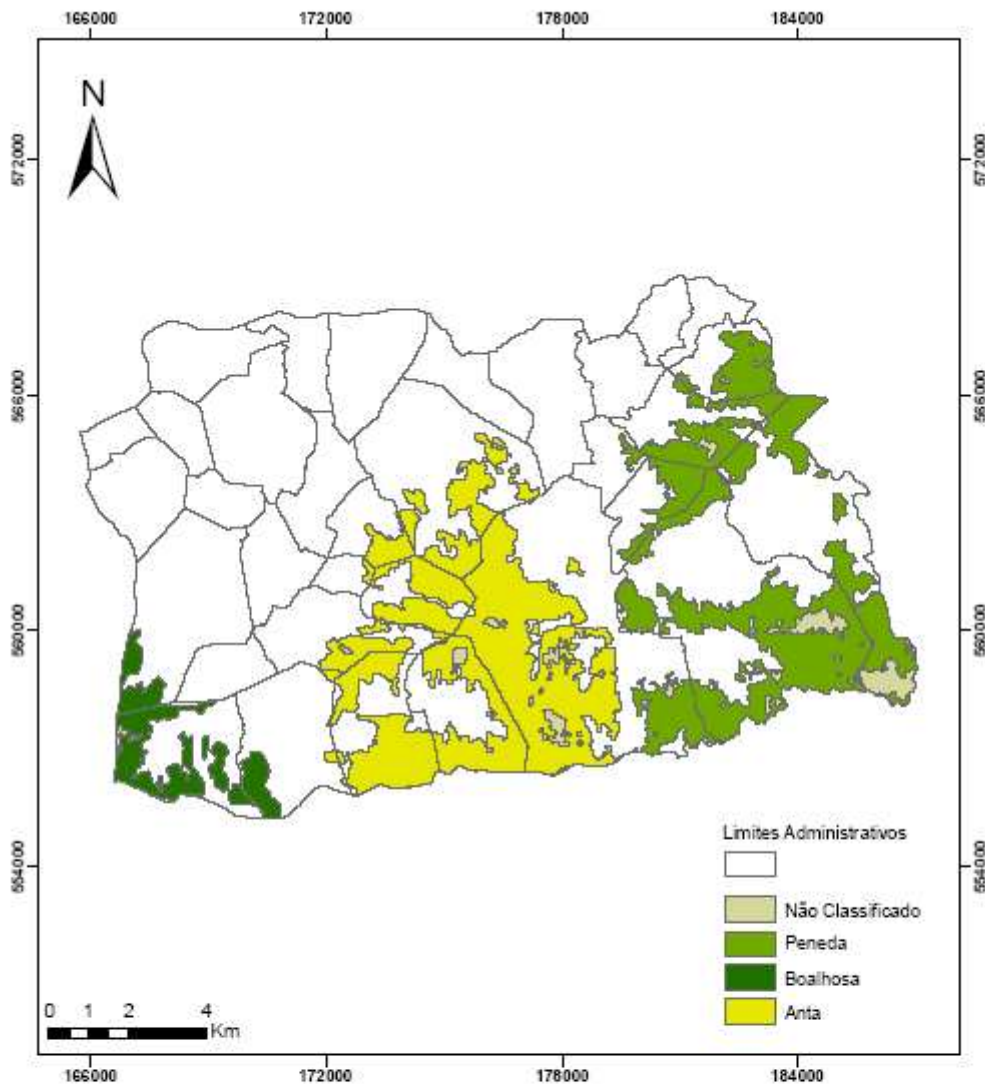 166000 172000 178000 184000
N
572000 572000
566000 566000
560000 560000
Limites Administrativos
554000 554000
Não Classificado
Peneda
Boalhosa
Anta
0 1 2 4
Km
166000 172000 178000 184000